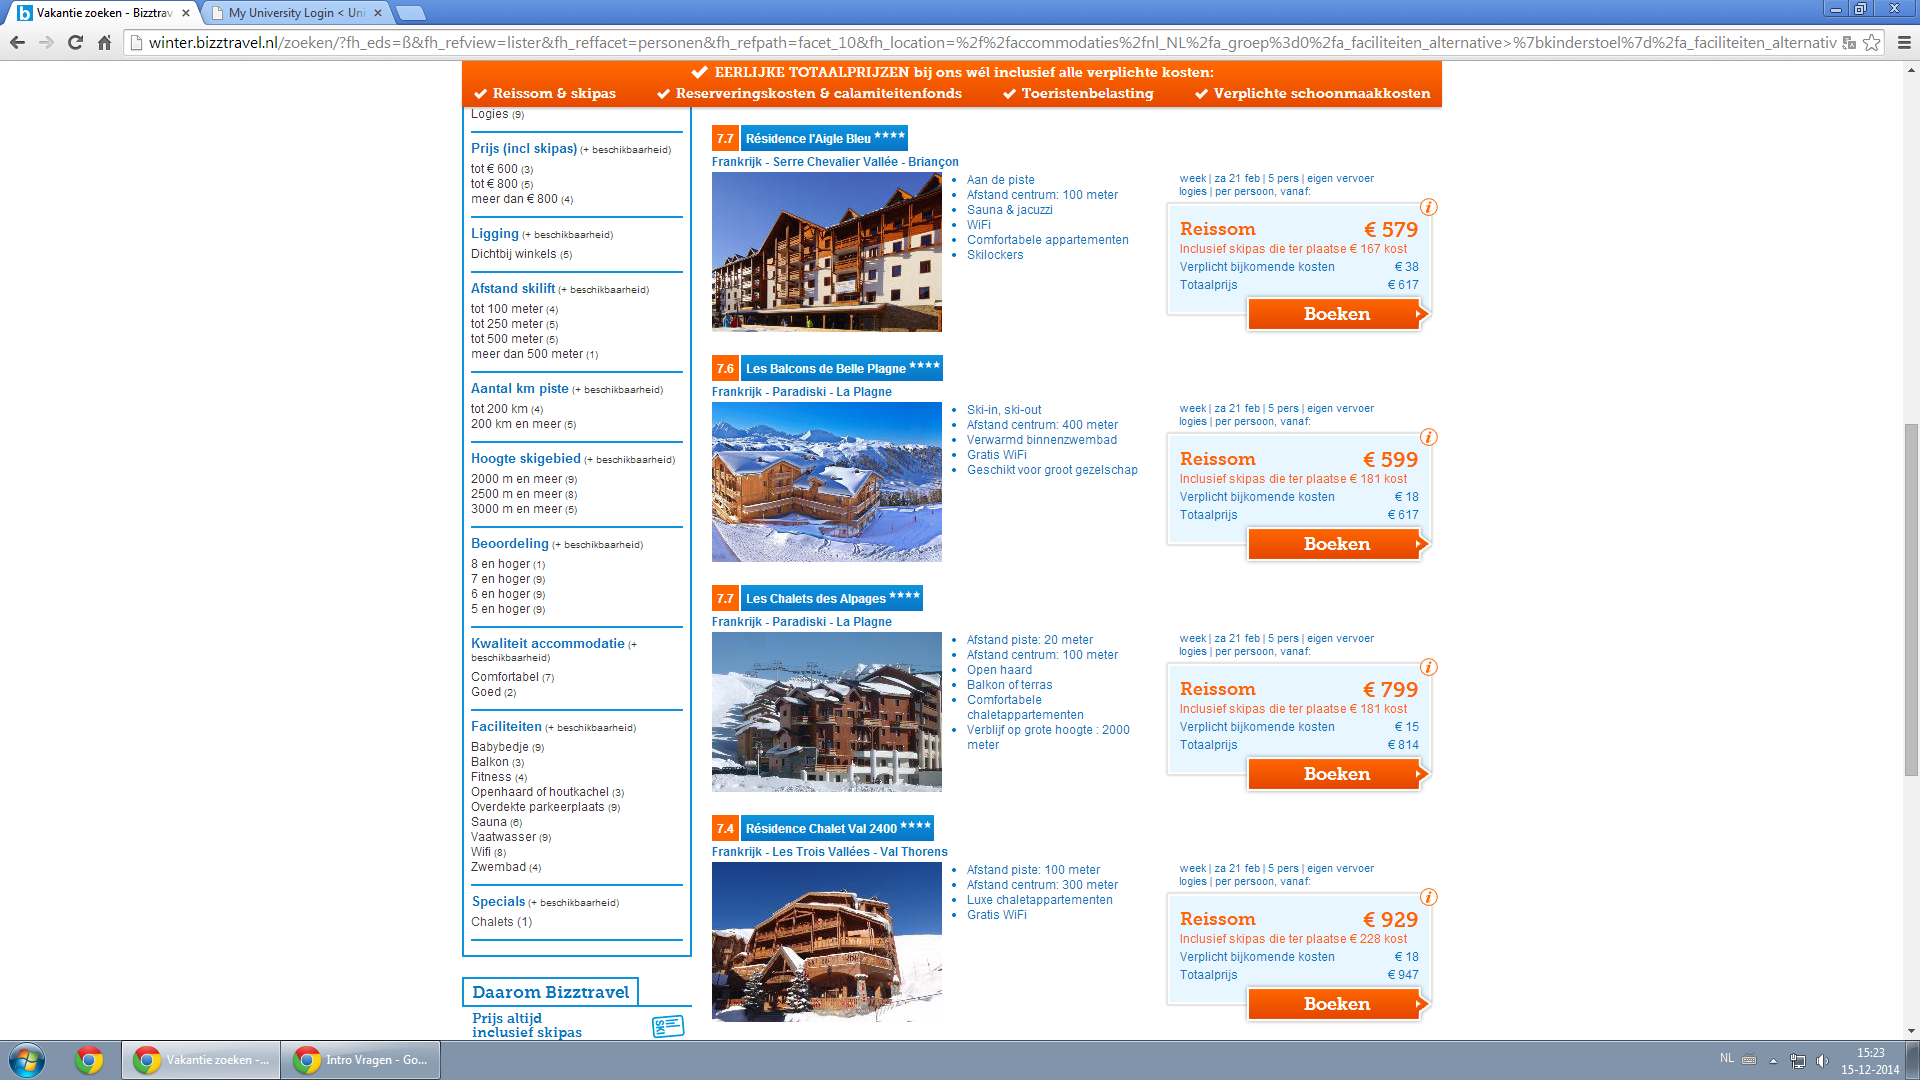 Vakantie zoeken - Bizztrav
My University Login < Uni
winter.bizztravel.nl/zoeken/?fh_eds=ß&fh_refview=lister&fh_reffacet=personen&fh_refpath=facet_10&fh_location=%2f%2faccommodaties%2fnl_NL%2fa_groep%3d0%2fa_faciliteiten_alternative>%7bkinderstoel%7d%2fa_faciliteiten_alternativ
EERLIJKE TOTAALPRIJZEN bij ons wél inclusief alle verplichte kosten:
Reissom & skipas
Reserveringskosten & calamiteitenfonds
Toeristenbelasting
Verplichte schoonmaakkosten
Logies (9)
Prijs (incl skipas) (+ beschikbaarheid)
tot € 600 (3)
tot € 800 (5)
meer dan € 800 (4)
Ligging (+ beschikbaarheid)
Dichtbij winkels (5)
Afstand skilift (+ beschikbaarheid)
tot 100 meter (4)
tot 250 meter (5)
tot 500 meter (5)
meer dan 500 meter (1)
Aantal km piste (+ beschikbaarheid)
tot 200 km (4)
200 km en meer (5)
Hoogte skigebied (+ beschikbaarheid)
2000 m en meer (9)
2500 m en meer (8)
3000 m en meer (5)
Beoordeling (+ beschikbaarheid)
8 en hoger (1)
7 en hoger (9)
6 en hoger (9)
5 en hoger (9)
Kwaliteit accommodatie (+
beschikbaarheid)
Comfortabel (7)
Goed (2)
Faciliteiten (+ beschikbaarheid)
Babybedje (9)
Balkon (3)
Fitness (4)
Openhaard of houtkachel (3)
Overdekte parkeerplaats (9)
Sauna (6)
Vaatwasser (9)
Wifi (8)
Zwembad (4)
Specials (+ beschikbaarheid)
Chalets (1)
Daarom Bizztravel
Prijs altijd
inclusief skipas
7.7 Résidence l'Aigle Bleu ****
Frankrijk - Serre Chevalier Vallée - Briançon
Aan de piste
Afstand centrum: 100 meter
Sauna & jacuzzi
WiFi
Comfortabele appartementen
Skilockers
week | za 21 feb | 5 pers | eigen vervoer
logies | per persoon, vanaf:
Reissom € 579
Inclusief skipas die ter plaatse € 167 kost
Verplicht bijkomende kosten € 38
Totaalprijs € 617
Boeken
7.6 Les Balcons de Belle Plagne ****
Frankrijk - Paradiski - La Plagne
Ski-in, ski-out
Afstand centrum: 400 meter
Verwarmd binnenzwembad
Gratis WiFi
Geschikt voor groot gezelschap
week | za 21 feb | 5 pers | eigen vervoer
logies | per persoon, vanaf:
Reissom € 599
Inclusief skipas die ter plaatse € 181 kost
Verplicht bijkomende kosten € 18
Totaalprijs € 617
Boeken
7.7 Les Chalets des Alpages ****
Frankrijk - Paradiski - La Plagne
Afstand piste: 20 meter
Afstand centrum: 100 meter
Open haard
Balkon of terras
Comfortabele
chaletappartementen
Verblijf op grote hoogte : 2000
meter
week | za 21 feb | 5 pers | eigen vervoer
logies | per persoon, vanaf:
Reissom € 799
Inclusief skipas die ter plaatse € 181 kost
Verplicht bijkomende kosten € 15
Totaalprijs € 814
Boeken
7.4 Résidence Chalet Val 2400 ****
Frankrijk - Les Trois Vallées - Val Thorens
Afstand piste: 100 meter
Afstand centrum: 300 meter
Luxe chaletappartementen
Gratis WiFi
week | za 21 feb | 5 pers | eigen vervoer
logies | per persoon, vanaf:
Reissom € 929
Inclusief skipas die ter plaatse € 228 kost
Verplicht bijkomende kosten € 18
Totaalprijs € 947
Boeken
Vakantie zoeken -...
Intro Vragen - Go...
NL
15:23
15-12-2014